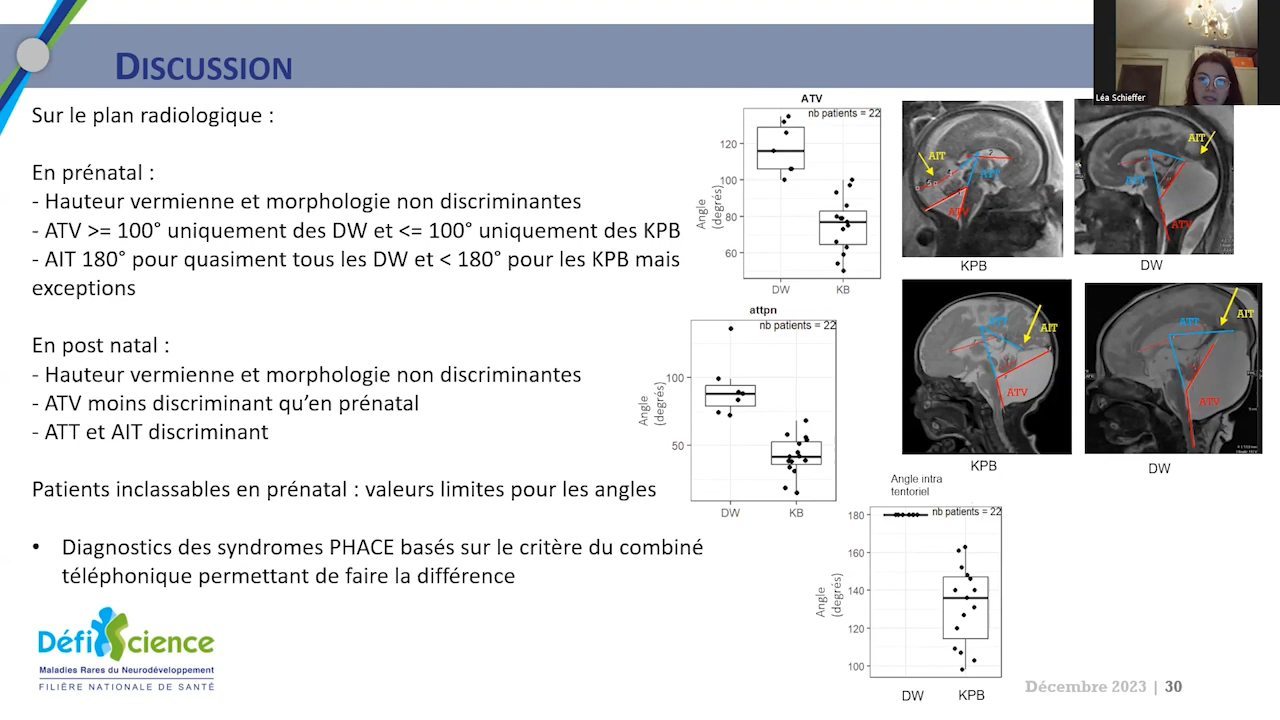 DISCUSSION
Léa Schieffer
Sur le plan radiologique :
En prénatal :
- Hauteur vermienne et morphologie non discriminantes
- ATV >= 100° uniquement des DW et <= 100° uniquement des KPB
- AIT 180° pour quasiment tous les DW et < 180° pour les KPB mais
exceptions
En post natal :
- Hauteur vermienne et morphologie non discriminantes
- ATV moins discriminant qu'en prénatal
- ATT et AIT discriminant
Patients inclassables en prénatal : valeurs limites pour les angles
• Diagnostics des syndromes PHACE basés sur le critère du combiné
téléphonique permettant de faire la différence
ATV
nb patients = 22
120
100
80
60
Angle
(degrés)
DW KB
attpn
nb patients = 22
100
50
Angle
(degrés)
DW KB
Angle intra
tentoriel
nb patients = 22
180
160
140
120
100
Angle
(degrés)
DW KPB
AIT
ATV
KPB
AIT
ATV
DW
ATT
AIT
ATV
KPB
ATT
AIT
ATV
DW
DéfiScience
Maladies Rares du Neurodéveloppement
FILIÈRE NATIONALE DE SANTÉ
Décembre 2023 | 30